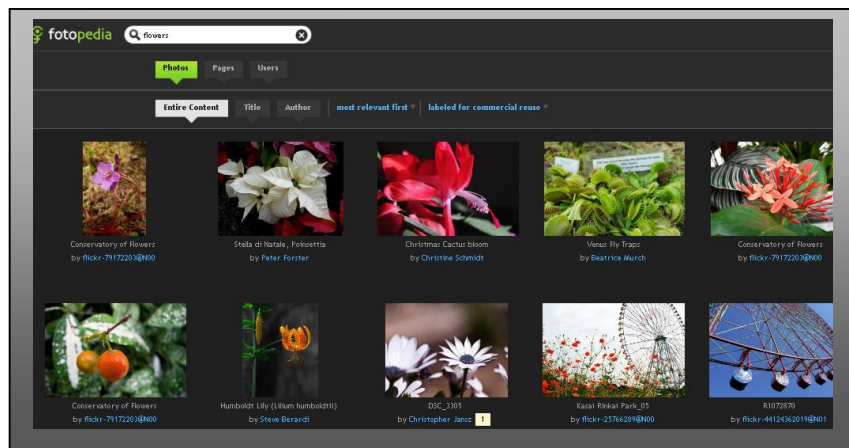 fotopedia
flowers
Photos Pages Users
Entire Content Title Author most relevant first labeled for commercial reuse
Conservatory of Flowers
by flickr-79172203@N00
Stella di Natale, Poinsettia
by Peter Forster
Christmas Cactus bloom
by Christine Schmidt
Venus Fly Traps
by Beatrice Murch
Conservatory of Flowers
by flickr-79172203@N00
Conservatory of Flowers
by flickr-79172203@N00
Humboldt Lily (Lilium humboldtii)
by Steve Berardi
DSC_3305
by Christopher Jansz 1
Kasai Rinkai Park_05
by flickr-25766289@N00
R1072870
by flickr-44124362019@N01